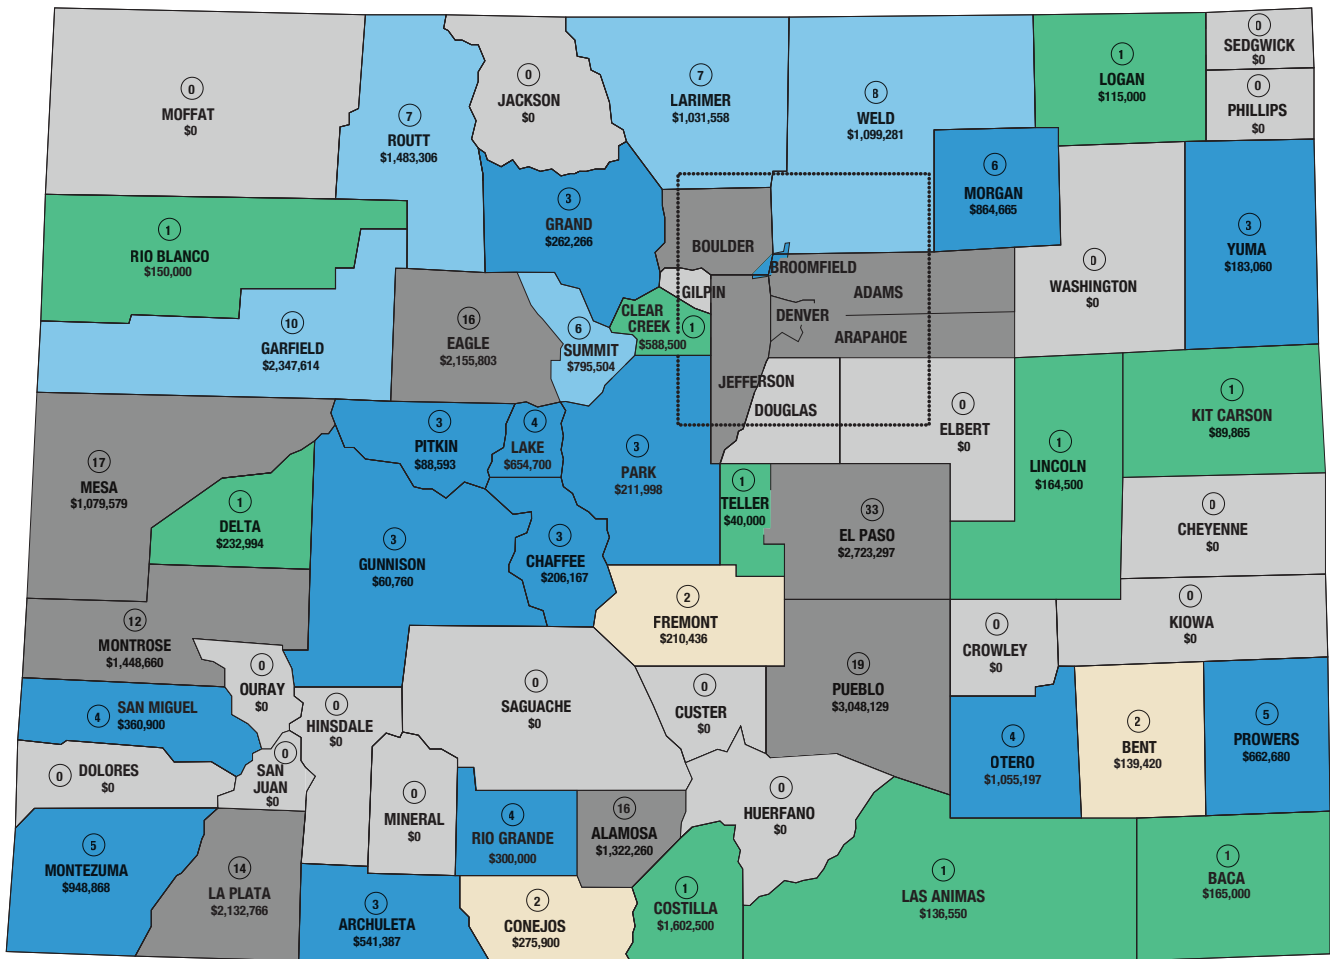 0
MOFFAT
$0
7
ROUTT
$1,483,306
0
JACKSON
$0
7
LARIMER
$1,031,558
8
WELD
$1,099,281
1
LOGAN
$115,000
0
SEDGWICK
$0
0
PHILLIPS
$0
1
RIO BLANCO
$150,000
3
GRAND
$262,266
BOULDER
BROOMFIELD
GILPIN
6
MORGAN
$864,665
0
WASHINGTON
$0
3
YUMA
$183,060
10
GARFIELD
$2,347,614
16
EAGLE
$2,155,803
6
SUMMIT
$795,504
CLEAR
CREEK
1
$588,500
ADAMS
DENVER
ARAPAHOE
JEFFERSON
DOUGLAS
0
ELBERT
$0
1
KIT CARSON
$89,865
17
MESA
$1,079,579
3
PITKIN
$88,593
4
LAKE
$654,700
3
PARK
$211,998
1
LINCOLN
$164,500
1
DELTA
$232,994
1
TELLER
$40,000
33
EL PASO
$2,723,297
0
CHEYENNE
$0
3
GUNNISON
$60,760
3
CHAFFEE
$206,167
12
MONTROSE
$1,448,660
2
FREMONT
$210,436
0
CROWLEY
$0
0
KIOWA
$0
0
OURAY
$0
4
SAN MIGUEL
$360,900
0
HINSDALE
$0
0
SAGUACHE
$0
0
CUSTER
$0
19
PUEBLO
$3,048,129
4
OTERO
$1,055,197
2
BENT
$139,420
5
PROWERS
$662,680
0
DOLORES
$0
0
SAN
JUAN
$0
0
MINERAL
$0
4
RIO GRANDE
$300,000
16
ALAMOSA
$1,322,260
0
HUERFANO
$0
5
MONTEZUMA
$948,868
14
LA PLATA
$2,132,766
3
ARCHULETA
$541,387
2
CONEJOS
$275,900
1
COSTILLA
$1,602,500
1
LAS ANIMAS
$136,550
1
BACA
$165,000